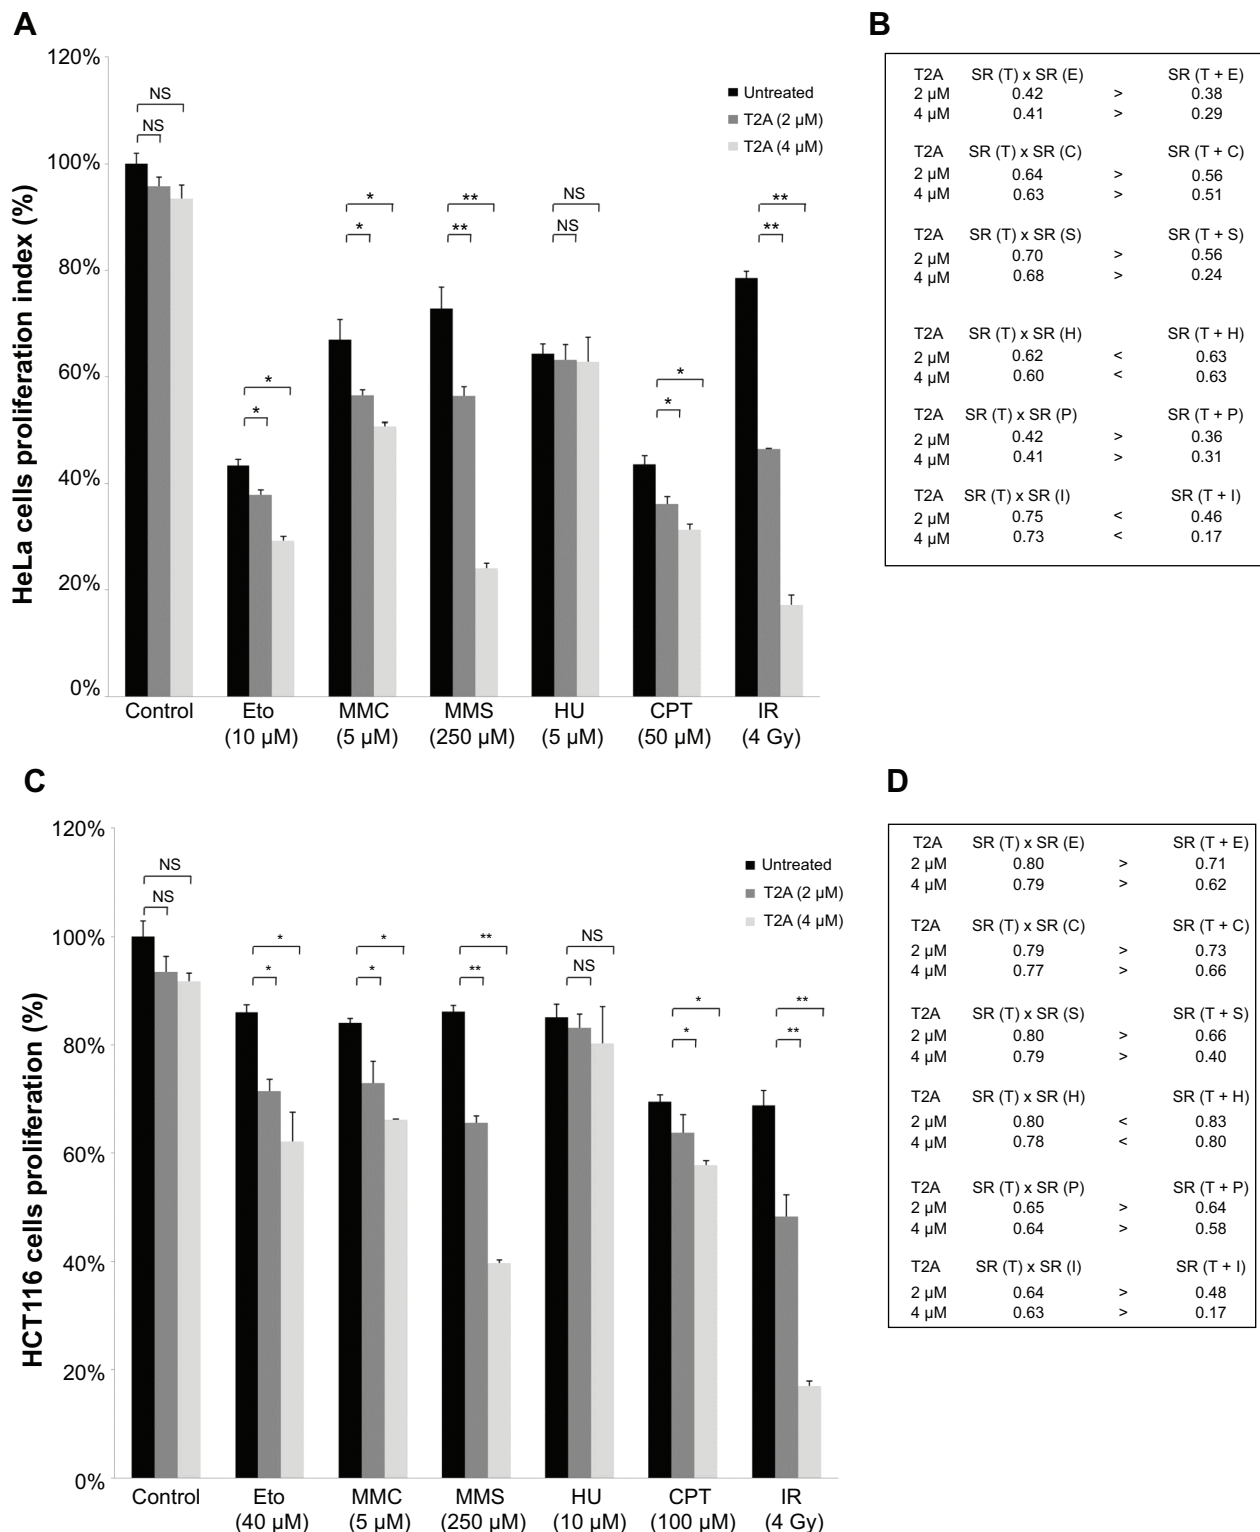 A
HeLa cells proliferation index (%)
120%
100%
80%
60%
40%
20%
0%
Untreated
T2A (2 µM)
T2A (4 µM)
NS
NS
*
*
*
*
**
**
NS
NS
*
*
**
**
Control Eto MMC MMS HU CPT IR
(10 µM) (5 µM) (250 µM) (5 µM) (50 µM) (4 Gy)
B
T2A SR (T) x SR (E) SR (T + E)
2 µM 0.42 > 0.38
4 µM 0.41 > 0.29
T2A SR (T) x SR (C) SR (T + C)
2 µM 0.64 > 0.56
4 µM 0.63 > 0.51
T2A SR (T) x SR (S) SR (T + S)
2 µM 0.70 > 0.56
4 µM 0.68 > 0.24
T2A SR (T) x SR (H) SR (T + H)
2 µM 0.62 < 0.63
4 µM 0.60 < 0.63
T2A SR (T) x SR (P) SR (T + P)
2 µM 0.42 > 0.36
4 µM 0.41 > 0.31
T2A SR (T) x SR (I) SR (T + I)
2 µM 0.75 < 0.46
4 µM 0.73 < 0.17
C
HCT116 cells proliferation (%)
120%
100%
80%
60%
40%
20%
0%
Untreated
T2A (2 µM)
T2A (4 µM)
NS
NS
*
*
*
*
**
**
NS
NS
*
*
**
**
Control Eto MMC MMS HU CPT IR
(40 µM) (5 µM) (250 µM) (10 µM) (100 µM) (4 Gy)
D
T2A SR (T) x SR (E) SR (T + E)
2 µM 0.80 > 0.71
4 µM 0.79 > 0.62
T2A SR (T) x SR (C) SR (T + C)
2 µM 0.79 > 0.73
4 µM 0.77 > 0.66
T2A SR (T) x SR (S) SR (T + S)
2 µM 0.80 > 0.66
4 µM 0.79 > 0.40
T2A SR (T) x SR (H) SR (T + H)
2 µM 0.80 < 0.83
4 µM 0.78 < 0.80
T2A SR (T) x SR (P) SR (T + P)
2 µM 0.65 > 0.64
4 µM 0.64 > 0.58
T2A SR (T) x SR (I) SR (T + I)
2 µM 0.64 > 0.48
4 µM 0.63 > 0.17